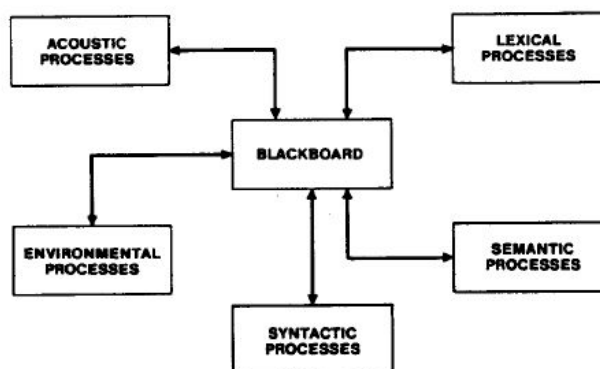 ACOUSTIC
PROCESSES
LEXICAL
PROCESSES
BLACKBOARD
ENVIRONMENTAL
PROCESSES
SEMANTIC
PROCESSES
SYNTACTIC
PROCESSES